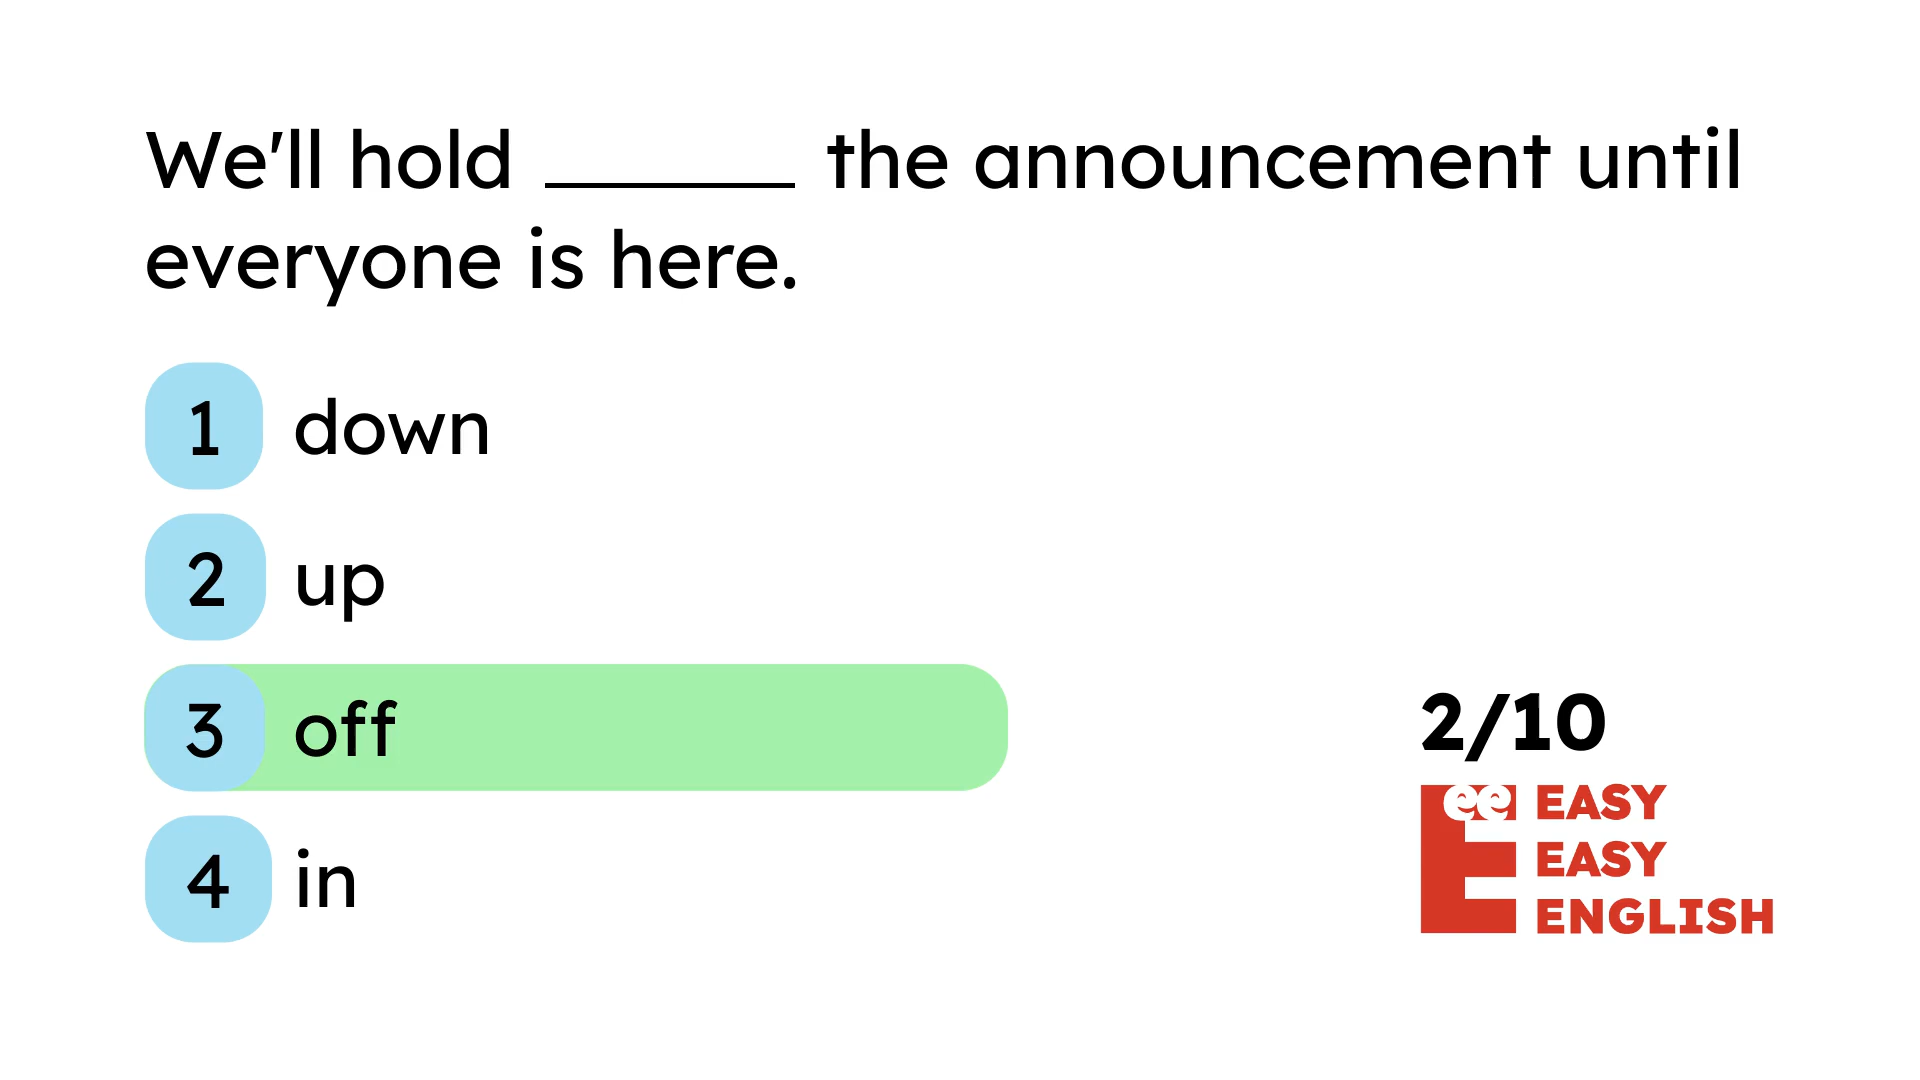 We'll hold ______ the announcement until
everyone is here.
1 down
2 up
3 off
4 in
2/10
ee EASY
EASY
ENGLISH